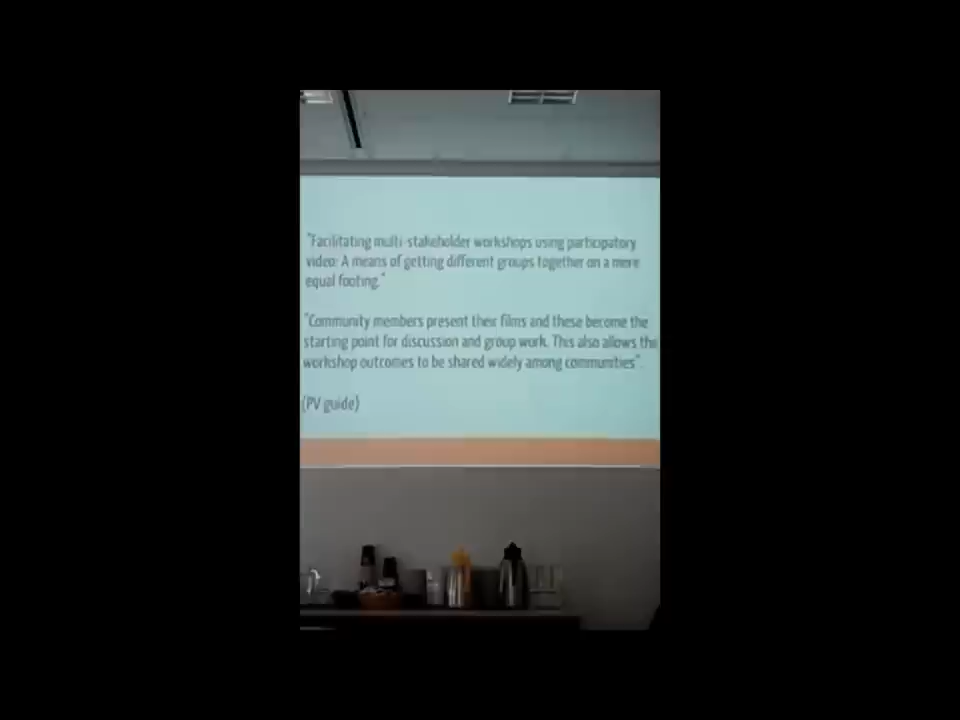 "Facilitating multi-stakeholder workshops using participatory
video: A means of getting different groups together on a more
equal footing."
"Community members present their films and these become the
starting point for discussion and group work. This also allows the
workshop outcomes to be shared widely among communities".
(PV guide)